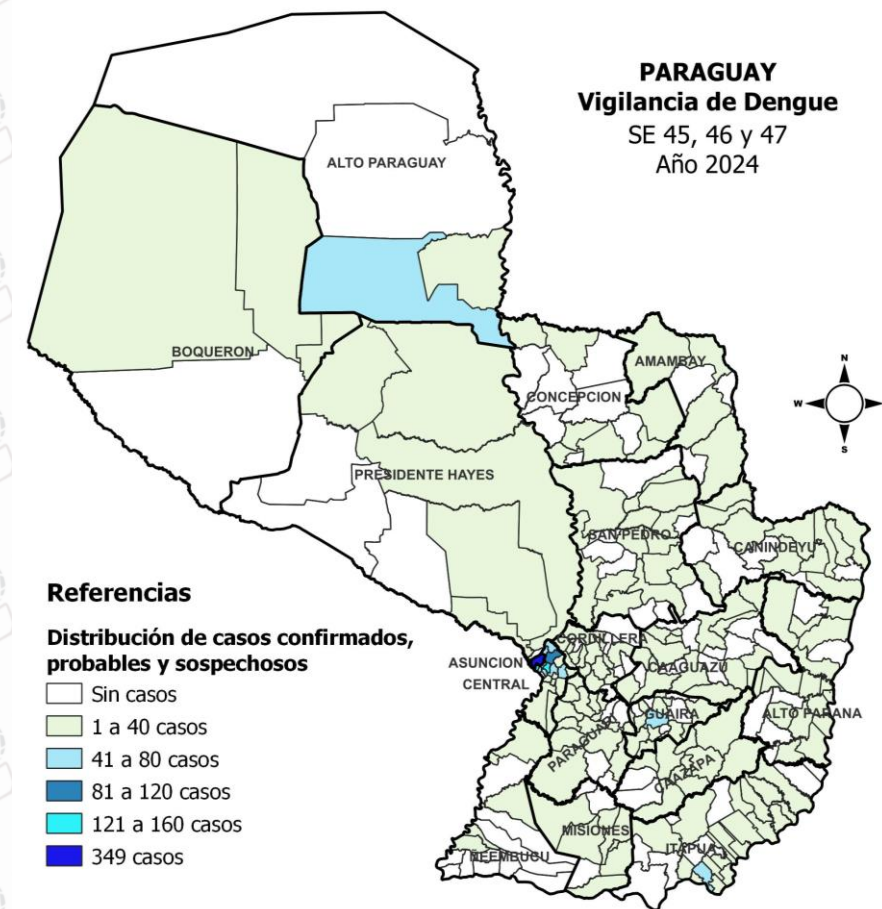 PARAGUAY
Vigilancia de Dengue
SE 45, 46 y 47
Año 2024
ALTO PARAGUAY
BOQUERON
AMAMBAY
CONCEPCION
N
W
S
PRESIDENTE HAYES
SAN PEDRO
CANINDEYU
CORDILLERA
ASUNCION
CAAGUAZU
CENTRAL
GUAIRA
ALTO PARANA
PARAGUARI
CAAZAPA
MISIONES
ITAPUA
ÑEEMBUCU
Referencias
Distribución de casos confirmados,
probables y sospechosos
Sin casos
1 a 40 casos
41 a 80 casos
81 a 120 casos
121 a 160 casos
349 casos